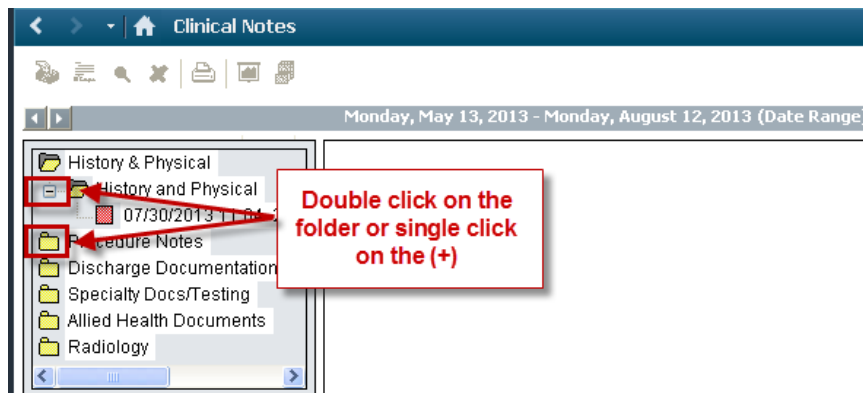 Clinical Notes
Monday, May 13, 2013 - Monday, August 12, 2013 (Date Range)
History & Physical
History and Physical
07/30/2013 11:04
Procedure Notes
Discharge Documentation
Specialty Docs/Testing
Allied Health Documents
Radiology
Double click on the
folder or single click
on the (+)